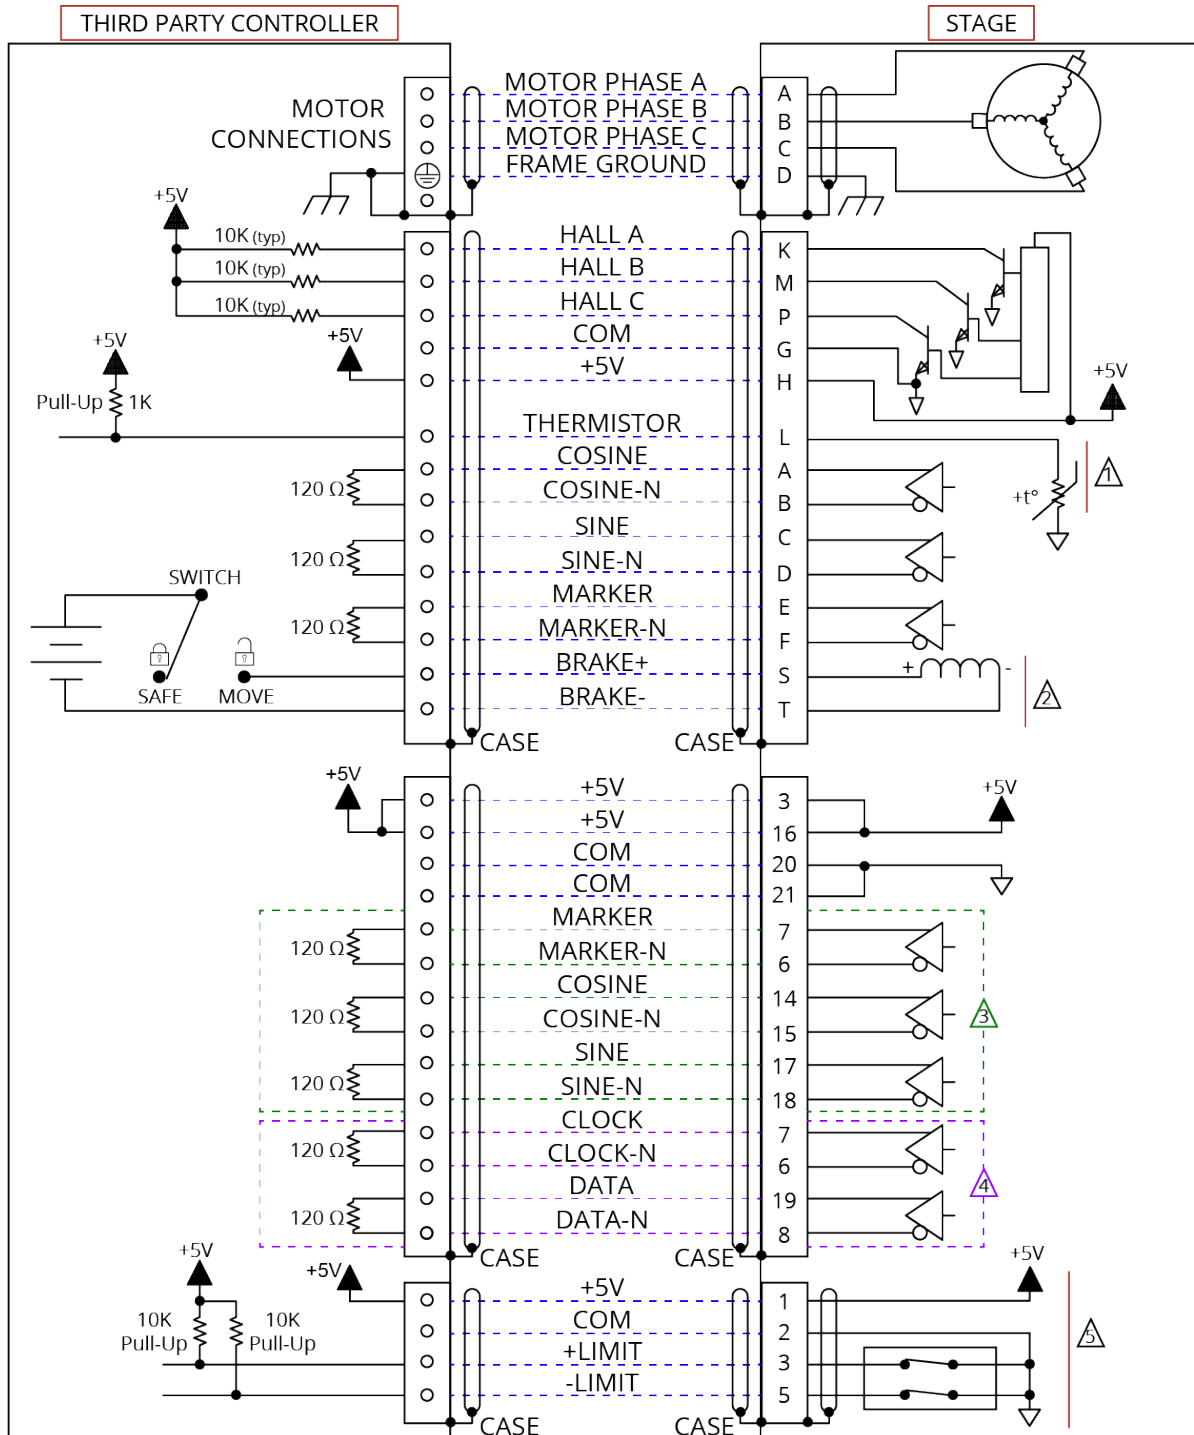 THIRD PARTY CONTROLLER
STAGE
MOTOR CONNECTIONS
MOTOR PHASE A
A
MOTOR PHASE B
B
MOTOR PHASE C
C
FRAME GROUND
D
+5V
10K (typ)
HALL A
K
10K (typ)
HALL B
M
10K (typ)
HALL C
P
+5V
COM
G
+5V
+5V
H
+5V
Pull-Up 1K
THERMISTOR
L
COSINE
A
1
120 Ω
COSINE-N
B
+t°
SINE
C
120 Ω
SINE-N
D
SWITCH
MARKER
E
120 Ω
MARKER-N
F
BRAKE+
S
+ -
SAFE
MOVE
BRAKE-
T
2
CASE
CASE
+5V
+5V
3
+5V
+5V
16
COM
20
COM
21
MARKER
7
120 Ω
MARKER-N
6
COSINE
14
120 Ω
COSINE-N
15
3
SINE
17
120 Ω
SINE-N
18
CLOCK
7
120 Ω
CLOCK-N
6
DATA
19
4
120 Ω
DATA-N
8
CASE
CASE
+5V
+5V
+5V
1
+5V
10K Pull-Up
10K Pull-Up
COM
2
+LIMIT
3
5
-LIMIT
5
CASE
CASE